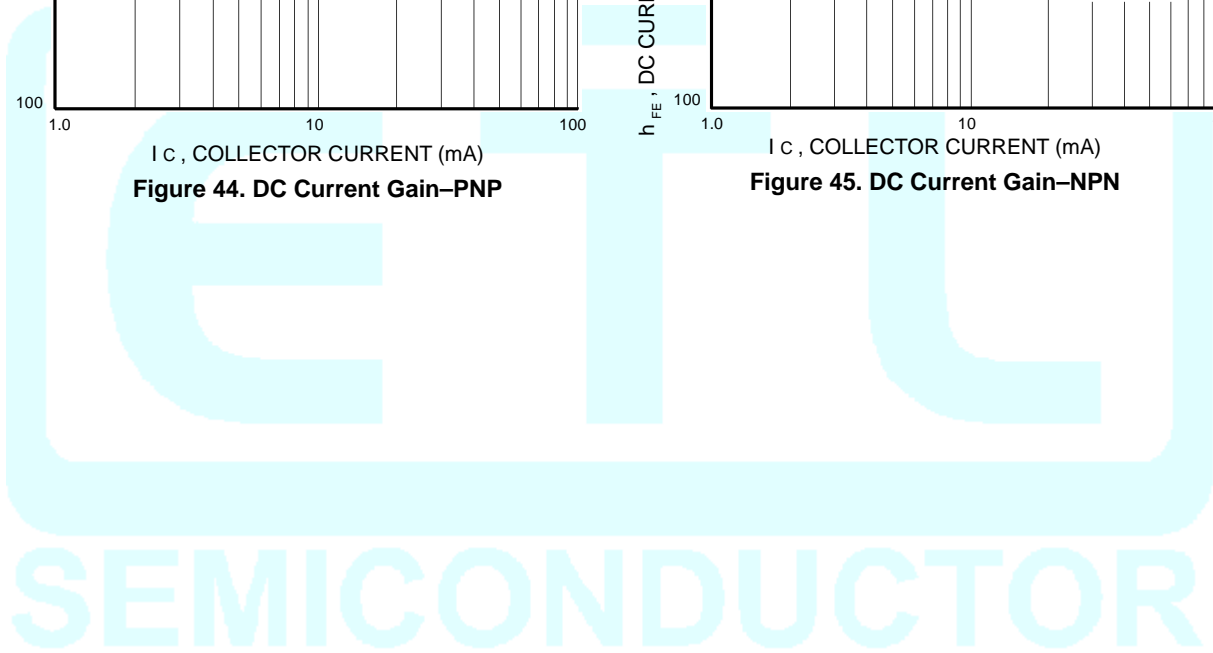 100
1.0 10 100
I C , COLLECTOR CURRENT (mA)
Figure 44. DC Current Gain–PNP
h FE , DC
100
1.0 10
I C , COLLECTOR CURRENT (mA)
Figure 45. DC Current Gain–NPN
ETL
SEMICONDUCTOR